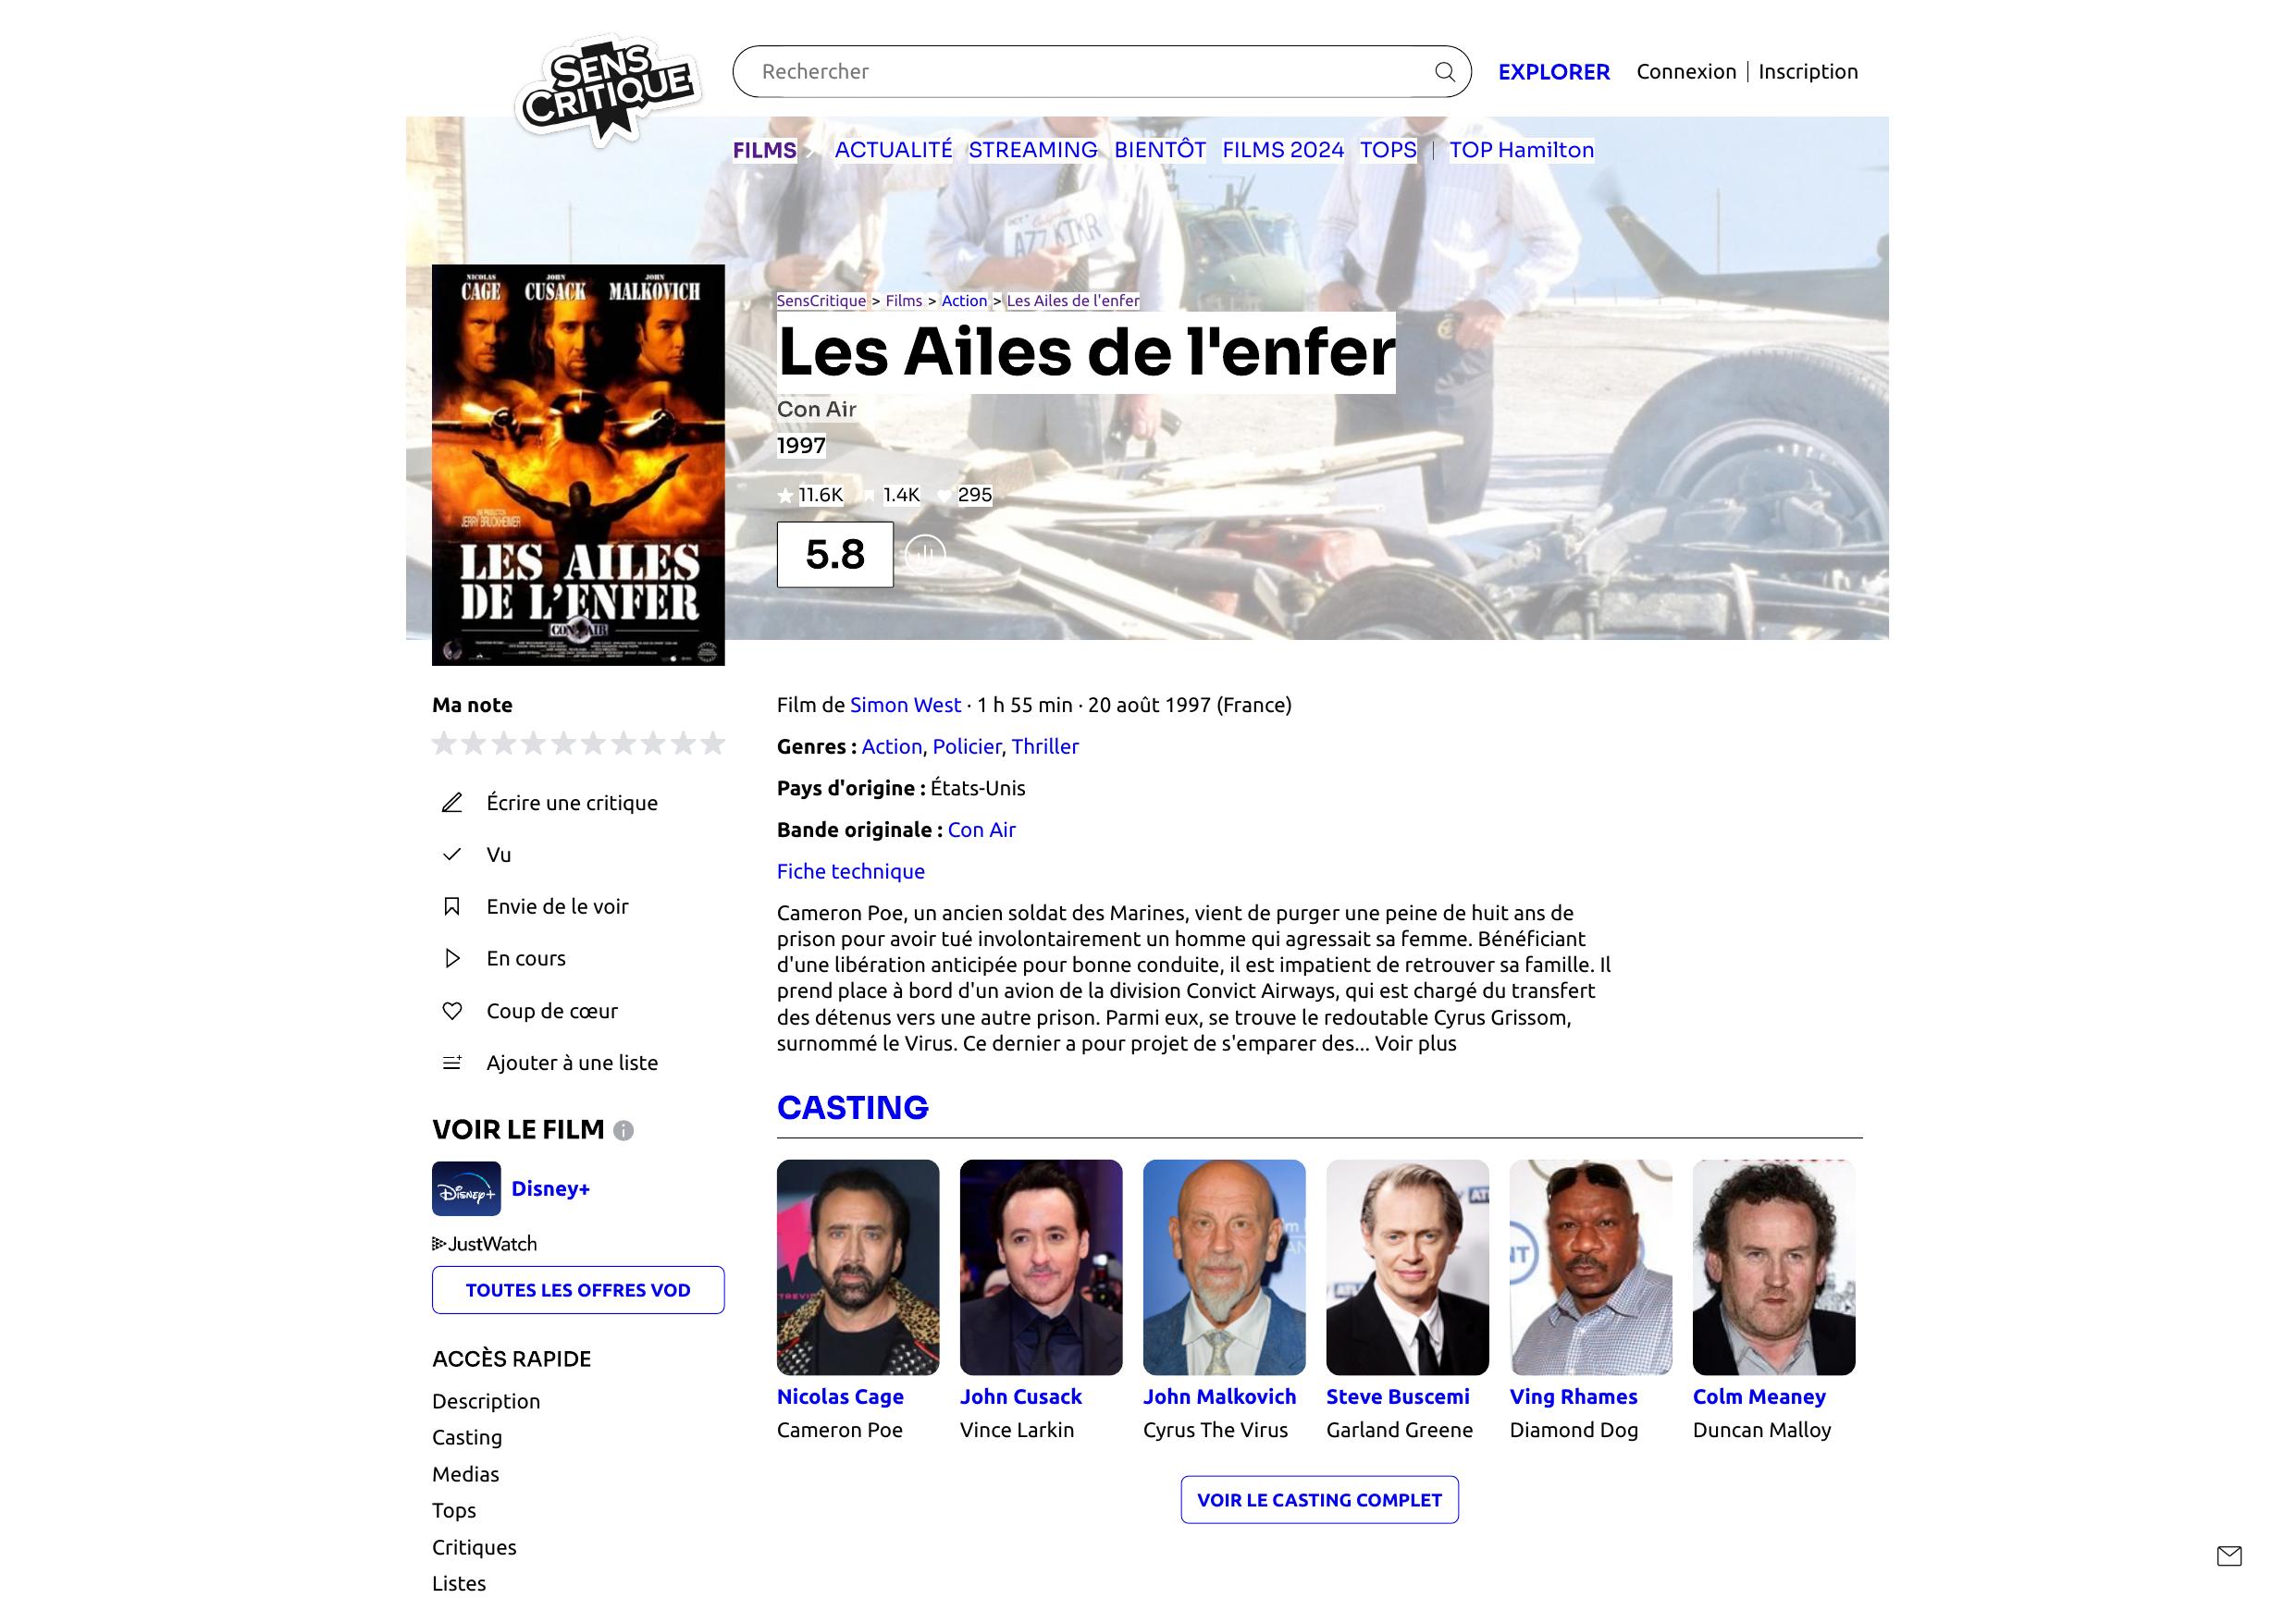 SENS CRITIQUE
Rechercher
EXPLORER
Connexion | Inscription
FILMS
ACTUALITÉ STREAMING BIENTÔT FILMS 2024 TOPS | TOP Hamilton
AZZ KIKR
NICOLAS CAGE JOHN CUSACK JOHN MALKOVICH
JERRY BRUCKHEIMER
LES AILES
DE L'ENFER
CON AIR
SensCritique > Films > Action > Les Ailes de l'enfer
Les Ailes de l'enfer
Con Air
1997
11.6K 1.4K 295
5.8
Ma note
Écrire une critique
Vu
Envie de le voir
En cours
Coup de cœur
Ajouter à une liste
VOIR LE FILM
Disney+ Disney+
JustWatch
TOUTES LES OFFRES VOD
ACCÈS RAPIDE
Description
Casting
Medias
Tops
Critiques
Listes
Film de Simon West · 1 h 55 min · 20 août 1997 (France)
Genres : Action, Policier, Thriller
Pays d'origine : États-Unis
Bande originale : Con Air
Fiche technique
Cameron Poe, un ancien soldat des Marines, vient de purger une peine de huit ans de
prison pour avoir tué involontairement un homme qui agressait sa femme. Bénéficiant
d'une libération anticipée pour bonne conduite, il est impatient de retrouver sa famille. Il
prend place à bord d'un avion de la division Convict Airways, qui est chargé du transfert
des détenus vers une autre prison. Parmi eux, se trouve le redoutable Cyrus Grissom,
surnommé le Virus. Ce dernier a pour projet de s'emparer des... Voir plus
CASTING
Nicolas Cage John Cusack John Malkovich Steve Buscemi Ving Rhames Colm Meaney
Cameron Poe Vince Larkin Cyrus The Virus Garland Greene Diamond Dog Duncan Malloy
VOIR LE CASTING COMPLET